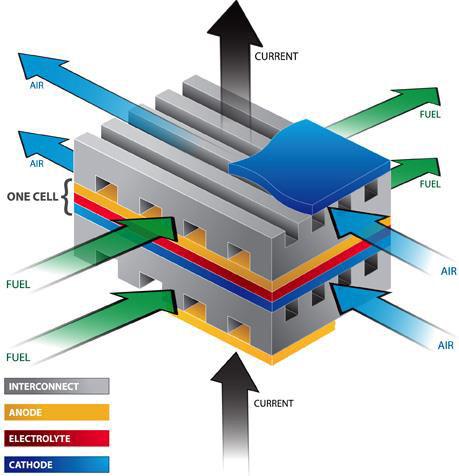 CURRENT
AIR
FUEL
AIR
FUEL
ONE CELL
AIR
FUEL
AIR
FUEL
INTERCONNECT
CURRENT
ANODE
ELECTROLYTE
CATHODE